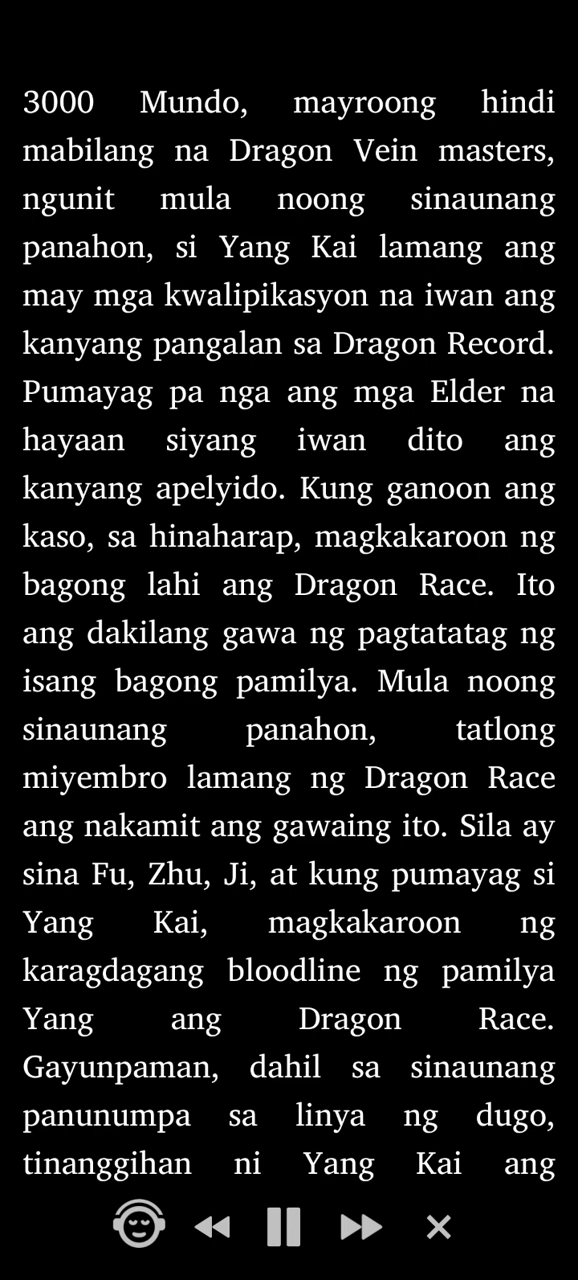 3000 Mundo, mayroong hindi
mabilang na Dragon Vein masters,
ngunit mula noong sinaunang
panahon, si Yang Kai lamang ang
may mga kwalipikasyon na iwan ang
kanyang pangalan sa Dragon Record.
Pumayag pa nga ang mga Elder na
hayaan siyang iwan dito ang
kanyang apelyido. Kung ganoon ang
kaso, sa hinaharap, magkakaroon ng
bagong lahi ang Dragon Race. Ito
ang dakilang gawa ng pagtatatag ng
isang bagong pamilya. Mula noong
sinaunang panahon, tatlong
miyembro lamang ng Dragon Race
ang nakamit ang gawaing ito. Sila ay
sina Fu, Zhu, Ji, at kung pumayag si
Yang Kai, magkakaroon ng
karagdagang bloodline ng pamilya
Yang ang Dragon Race.
Gayunpaman, dahil sa sinaunang
panunumpa sa linya ng dugo,
tinanggihan ni Yang Kai ang